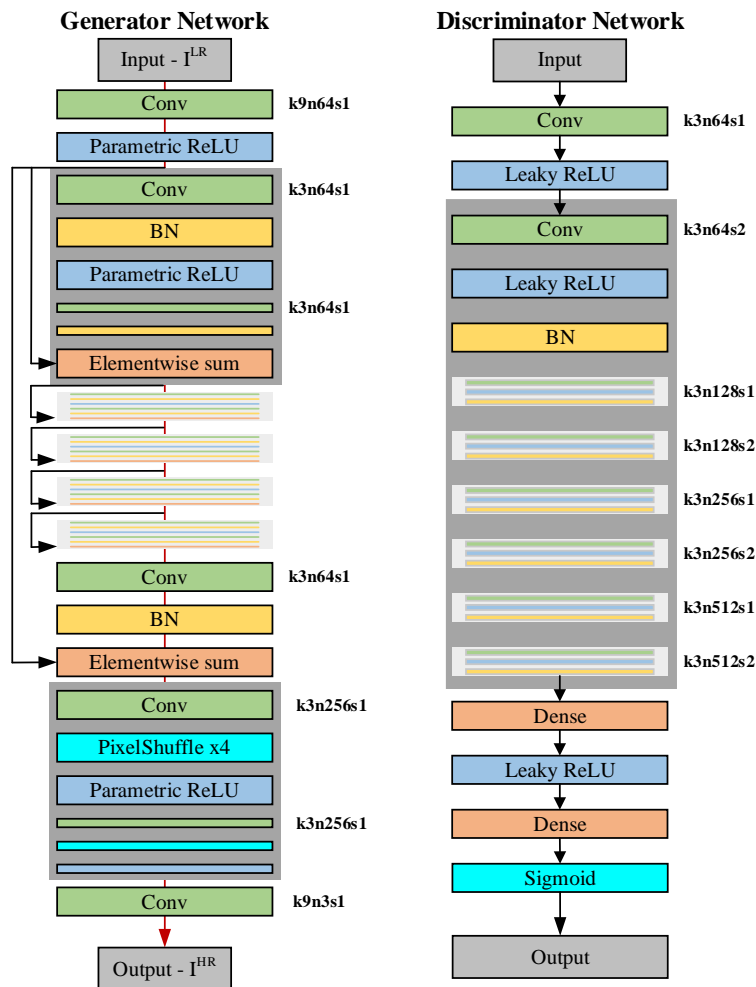 Generator Network
Input - I^LR
Conv
k9n64s1
Parametric ReLU
Conv
k3n64s1
BN
Parametric ReLU
k3n64s1
Elementwise sum
Conv
k3n64s1
BN
Elementwise sum
Conv
k3n256s1
PixelShuffle x4
Parametric ReLU
k3n256s1
Conv
k9n3s1
Output - I^HR
Discriminator Network
Input
Conv
k3n64s1
Leaky ReLU
Conv
k3n64s2
Leaky ReLU
BN
k3n128s1
k3n128s2
k3n256s1
k3n256s2
k3n512s1
k3n512s2
Dense
Leaky ReLU
Dense
Sigmoid
Output